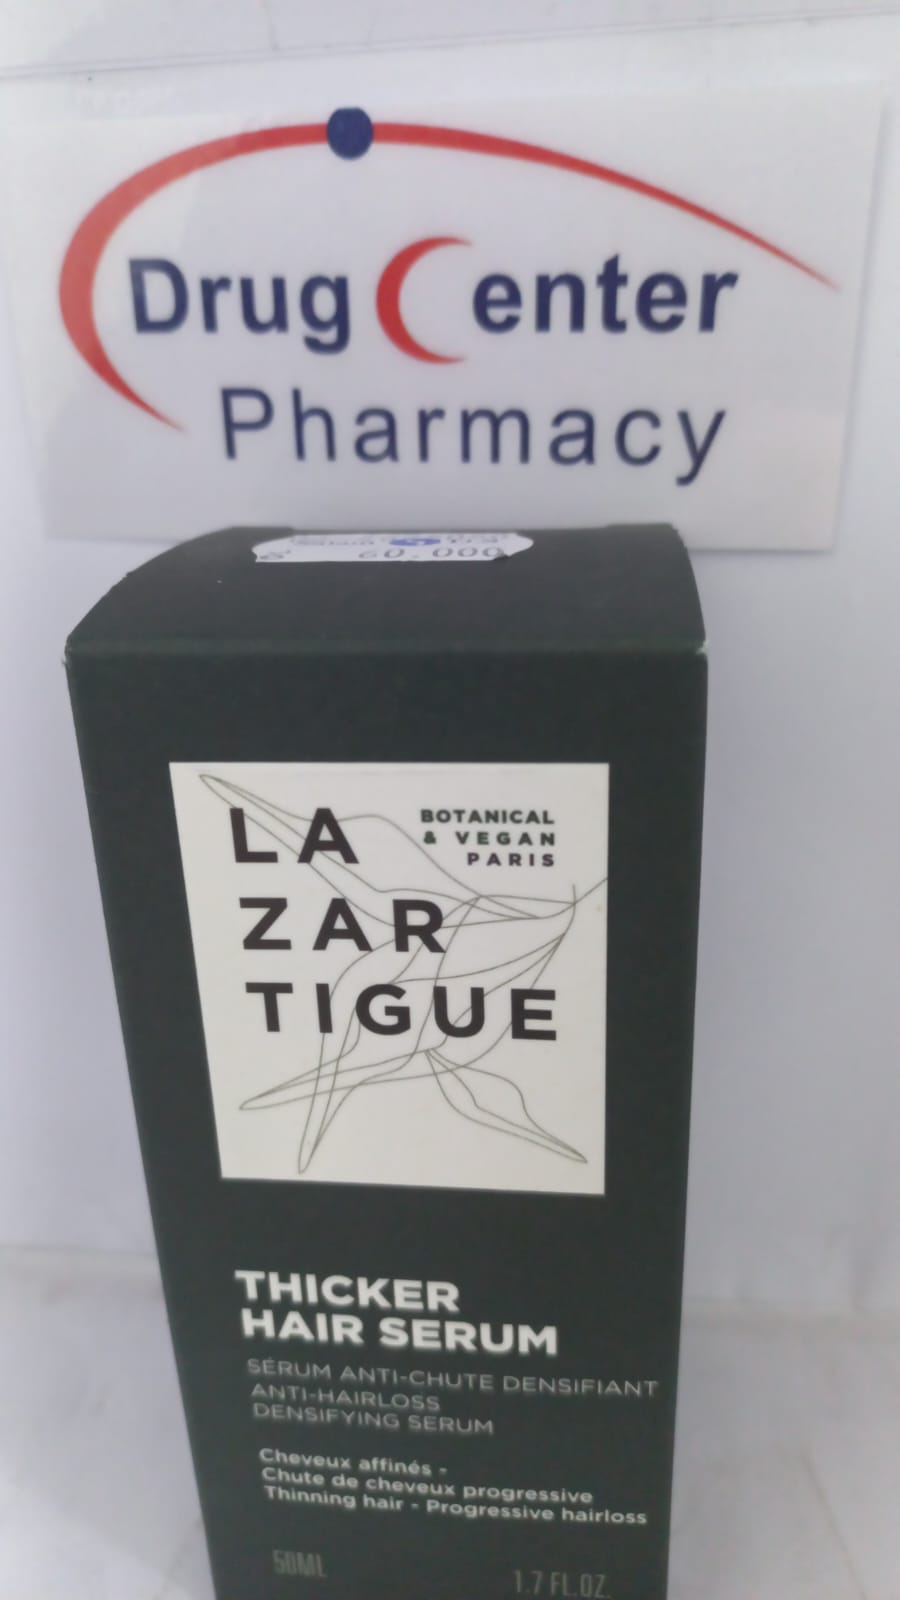 Drug Center
Pharmacy
60.000
LA
ZAR
TIGUE
BOTANICAL
& VEGAN
PARIS
THICKER
HAIR SERUM
SÉRUM ANTI-CHUTE DENSIFIANT
ANTI-HAIRLOSS
DENSIFYING SERUM
Cheveux affinés -
Chute de cheveux progressive
Thinning hair - Progressive hairloss
50ML
1.7 FL.OZ.